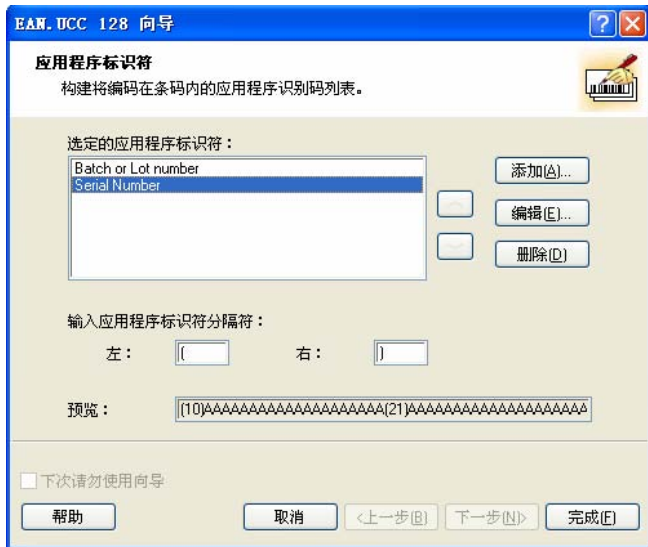 EAN.UCC 128 向导
应用程序标识符
构建将编码在条码内的应用程序识别码列表。
选定的应用程序标识符：
Batch or Lot number
Serial Number
添加(A)...
编辑(E)...
删除(D)
输入应用程序标识符分隔符：
左： ( 右： )
预览： (10)AAAAAAAAAAAAAAAAAAAA(21)AAAAAAAAAAAAAAAAAAAA
下次请勿使用向导
帮助 取消 <上一步(B) 下一步(N)> 完成(F)